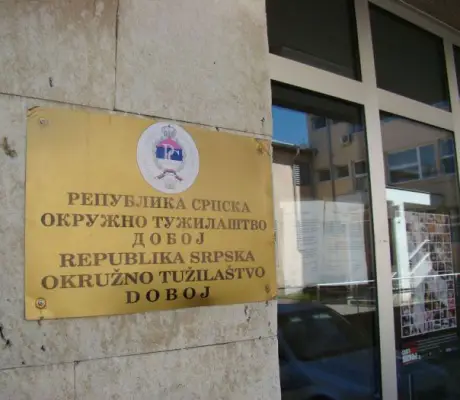 РЕПУБЛИКА СРПСКА
ОКРУЖНО ТУЖИЛАШТВО
ДОБОЈ
REPUBLIKA SRPSKA
OKRUŽNO TUŽILAŠTVO
DOBOJ